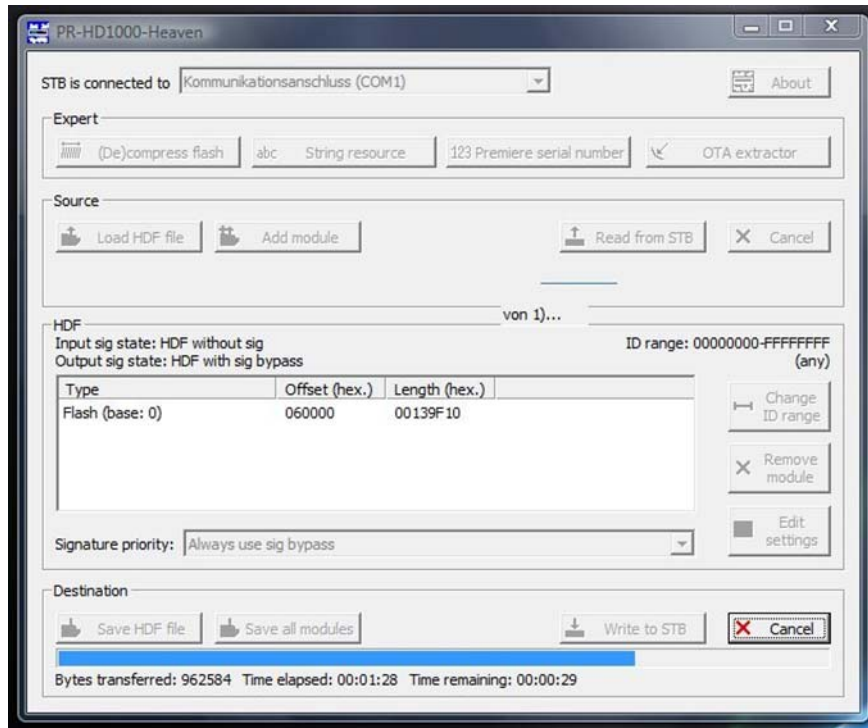 PR-HD1000-Heaven
STB is connected to Kommunikationsanschluss (COM1) About
Expert
(De)compress flash abc String resource 123 Premiere serial number OTA extractor
Source
Load HDF file Add module Read from STB Cancel
von 1)...
HDF
Input sig state: HDF without sig ID range: 00000000-FFFFFFFF
Output sig state: HDF with sig bypass (any)
Type Offset (hex.) Length (hex.)
Flash (base: 0) 060000 00139F10
Change
ID range
Remove
module
Edit
settings
Signature priority: Always use sig bypass
Destination
Save HDF file Save all modules Write to STB Cancel
Bytes transferred: 962584 Time elapsed: 00:01:28 Time remaining: 00:00:29